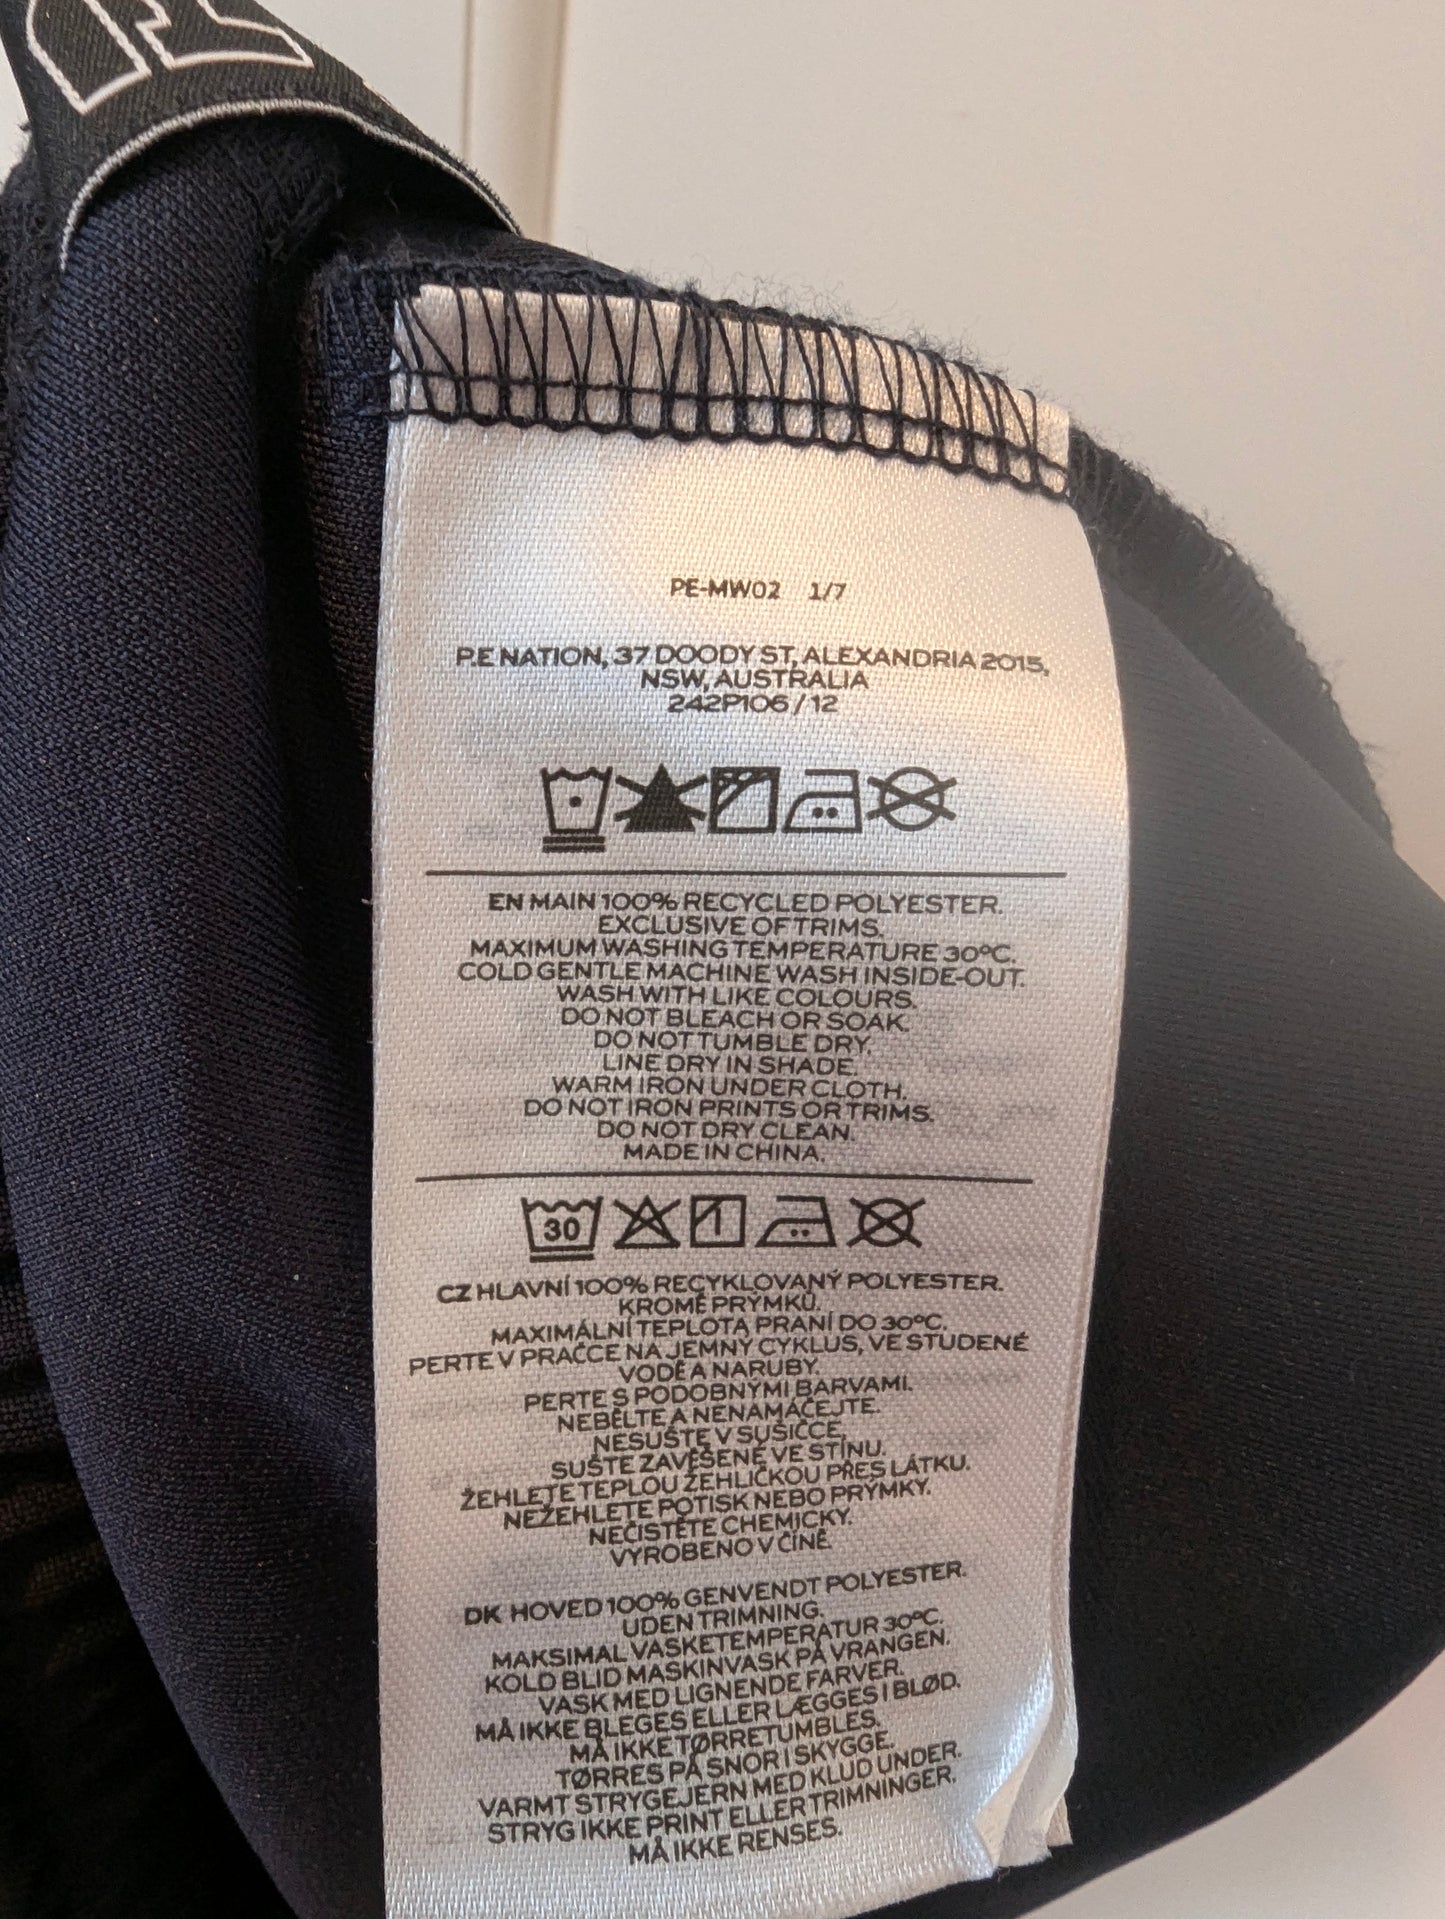 PE-MW02 1/7
P.E NATION, 37 DOODY ST, ALEXANDRIA 2015,
NSW, AUSTRALIA
242P106 / 12
EN MAIN 100% RECYCLED POLYESTER.
EXCLUSIVE OF TRIMS.
MAXIMUM WASHING TEMPERATURE 30ºC.
COLD GENTLE MACHINE WASH INSIDE-OUT.
WASH WITH LIKE COLOURS.
DO NOT BLEACH OR SOAK.
DO NOT TUMBLE DRY.
LINE DRY IN SHADE.
WARM IRON UNDER CLOTH.
DO NOT IRON PRINTS OR TRIMS.
DO NOT DRY CLEAN.
MADE IN CHINA.
30
CZ HLAVNÍ 100% RECYKLOVANÝ POLYESTER.
KROMĚ PRÝMKŮ.
MAXIMÁLNÍ TEPLOTA PRANÍ DO 30ºC.
PERTE V PRAČCE NA JEMNÝ CYKLUS, VE STUDENÉ
VODĚ A NARUBY.
PERTE S PODOBNÝMI BARVAMI.
NEBĚLTE A NENAMÁČEJTE.
NESUŠTE V SUŠIČCE.
SUŠTE ZAVĚŠENÉ VE STÍNU.
ŽEHLETE TEPLOU ŽEHLIČKOU PŘES LÁTKU.
NEŽEHLETE POTISK NEBO PRÝMKY.
NEČISTĚTE CHEMICKY.
VYROBENO V ČÍNĚ.
DK HOVED 100% GENVENDT POLYESTER.
UDEN TRIMNING.
MAKSIMAL VASKETEMPERATUR 30ºC.
KOLD BLID MASKINVASK PÅ VRANGEN.
VASK MED LIGNENDE FARVER.
MÅ IKKE BLEGES ELLER LÆGGES I BLØD.
MÅ IKKE TØRRETUMBLES.
TØRRES PÅ SNOR I SKYGGE.
VARMT STRYGEJERN MED KLUD UNDER.
STRYG IKKE PRINT ELLER TRIMNINGER.
MÅ IKKE RENSES.